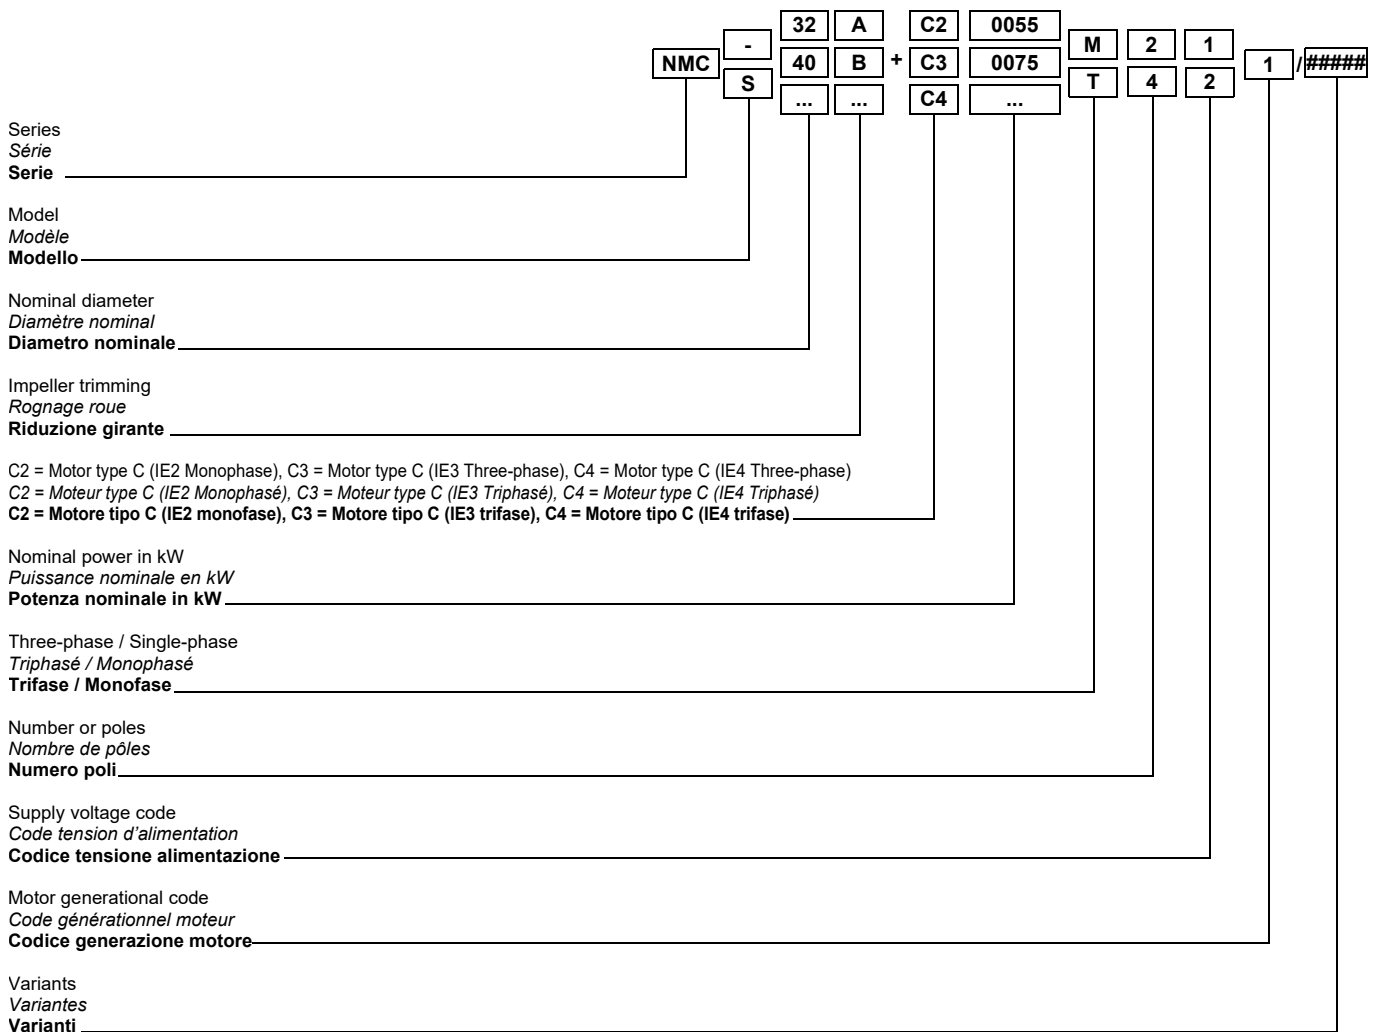 32 A C2 0055
- M 2 1
NMC 40 B + C3 0075 1 / #####
S T 4 2
... ... C4 ...
Series
Série
Serie
Model
Modèle
Modello
Nominal diameter
Diamètre nominal
Diametro nominale
Impeller trimming
Rognage roue
Riduzione girante
C2 = Motor type C (IE2 Monophase), C3 = Motor type C (IE3 Three-phase), C4 = Motor type C (IE4 Three-phase)
C2 = Moteur type C (IE2 Monophasé), C3 = Moteur type C (IE3 Triphasé), C4 = Moteur type C (IE4 Triphasé)
C2 = Motore tipo C (IE2 monofase), C3 = Motore tipo C (IE3 trifase), C4 = Motore tipo C (IE4 trifase)
Nominal power in kW
Puissance nominale en kW
Potenza nominale in kW
Three-phase / Single-phase
Triphasé / Monophasé
Trifase / Monofase
Number or poles
Nombre de pôles
Numero poli
Supply voltage code
Code tension d'alimentation
Codice tensione alimentazione
Motor generational code
Code générationnel moteur
Codice generazione motore
Variants
Variantes
Varianti